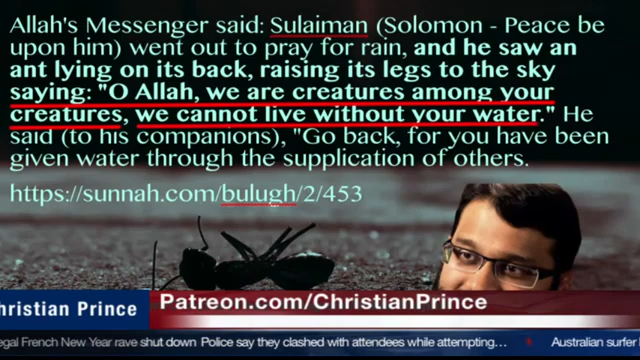 Allah's Messenger said: Sulaiman (Solomon - Peace be
upon him) went out to pray for rain, and he saw an
ant lying on its back, raising its legs to the sky
saying: "O Allah, we are creatures among your
creatures, we cannot live without your water." He
said (to his companions), "Go back, for you have been
given water through the supplication of others.
https://sunnah.com/bulugh/2/453
Christian Prince
Patreon.com/ChristianPrince
egal French New Year rave shut down Police say they clashed with attendees while attempting...
Australian surfer